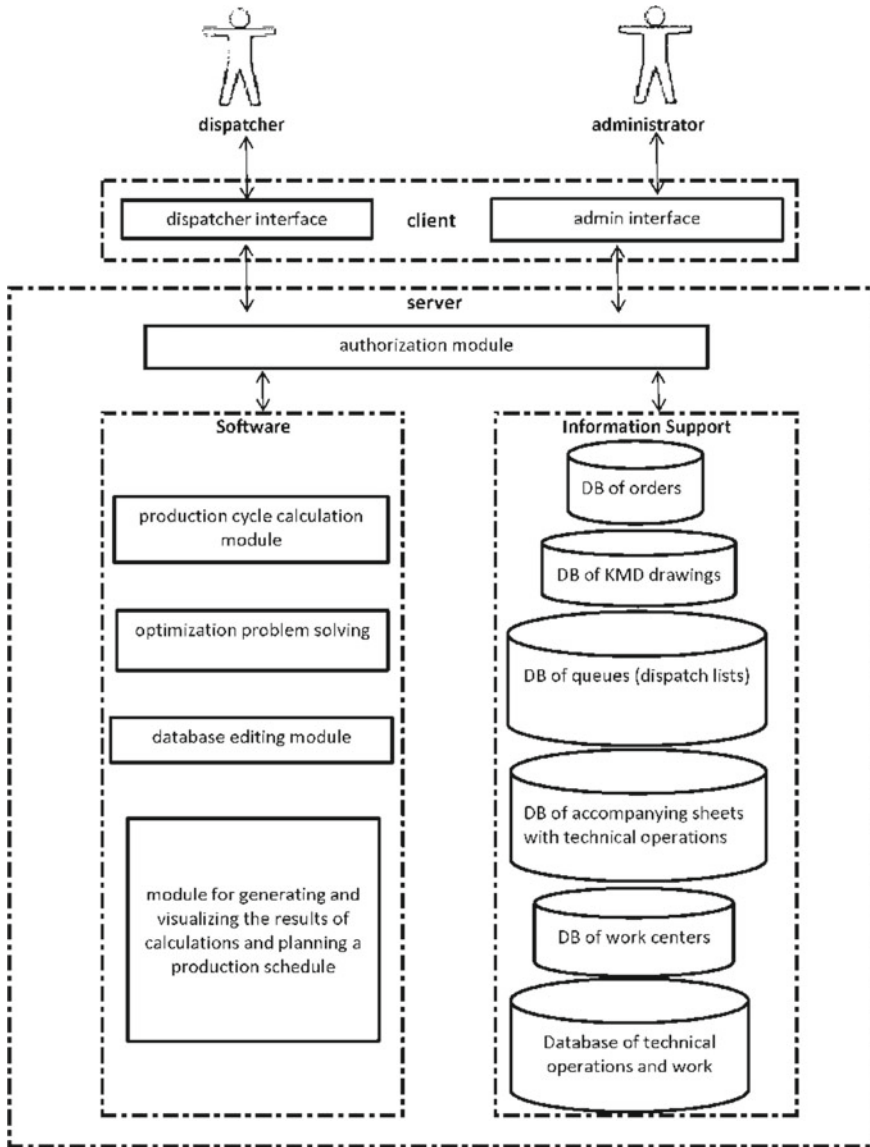 dispatcher
administrator
dispatcher interface
client
admin interface
server
authorization module
Software
production cycle calculation
module
optimization problem solving
database editing module
module for generating and
visualizing the results of
calculations and planning a
production schedule
Information Support
DB of orders
DB of KMD drawings
DB of queues (dispatch lists)
DB of accompanying sheets
with technical operations
DB of work centers
Database of technical
operations and work